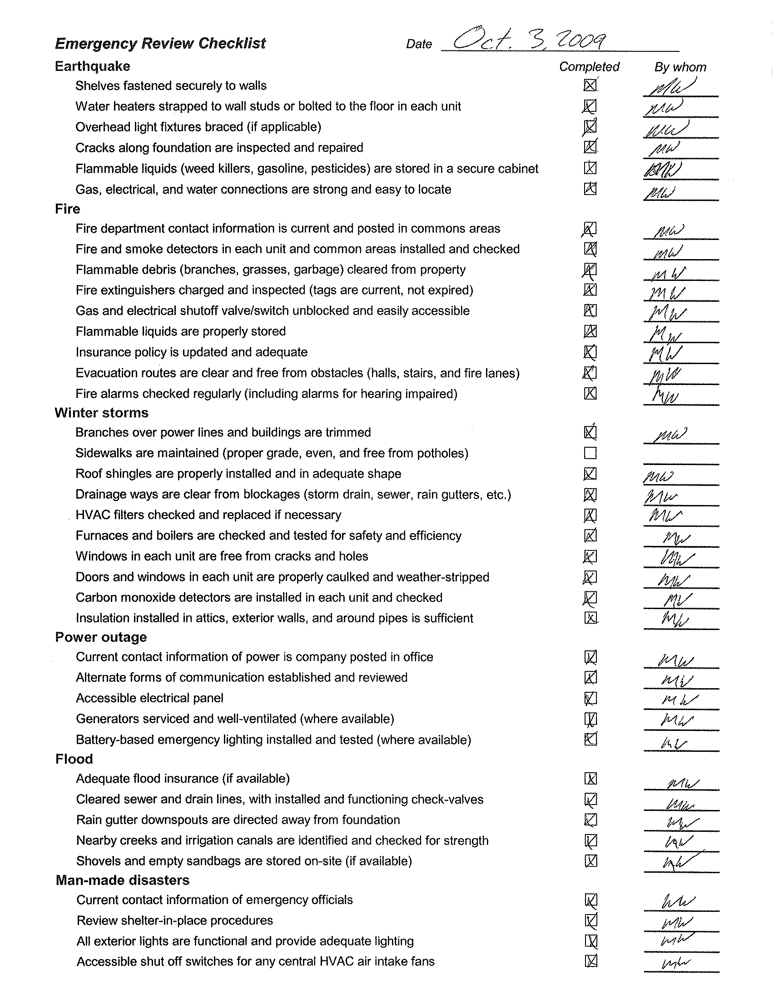 Emergency Review Checklist Date Oct. 3, 2009
Earthquake Completed By whom
Shelves fastened securely to walls ☒ MW
Water heaters strapped to wall studs or bolted to the floor in each unit ☒ MW
Overhead light fixtures braced (if applicable) ☒ MW
Cracks along foundation are inspected and repaired ☒ MW
Flammable liquids (weed killers, gasoline, pesticides) are stored in a secure cabinet ☒ MW
Gas, electrical, and water connections are strong and easy to locate ☒ MW
Fire
Fire department contact information is current and posted in commons areas ☒ MW
Fire and smoke detectors in each unit and common areas installed and checked ☒ MW
Flammable debris (branches, grasses, garbage) cleared from property ☒ MW
Fire extinguishers charged and inspected (tags are current, not expired) ☒ MW
Gas and electrical shutoff valve/switch unblocked and easily accessible ☒ MW
Flammable liquids are properly stored ☒ MW
Insurance policy is updated and adequate ☒ MW
Evacuation routes are clear and free from obstacles (halls, stairs, and fire lanes) ☒ MW
Fire alarms checked regularly (including alarms for hearing impaired) ☒ MW
Winter storms
Branches over power lines and buildings are trimmed ☒ MW
Sidewalks are maintained (proper grade, even, and free from potholes) ☐
Roof shingles are properly installed and in adequate shape ☒ MW
Drainage ways are clear from blockages (storm drain, sewer, rain gutters, etc.) ☒ MW
HVAC filters checked and replaced if necessary ☒ MW
Furnaces and boilers are checked and tested for safety and efficiency ☒ MW
Windows in each unit are free from cracks and holes ☒ MW
Doors and windows in each unit are properly caulked and weather-stripped ☒ MW
Carbon monoxide detectors are installed in each unit and checked ☒ MW
Insulation installed in attics, exterior walls, and around pipes is sufficient ☒ MW
Power outage
Current contact information of power is company posted in office ☒ MW
Alternate forms of communication established and reviewed ☒ MW
Accessible electrical panel ☒ MW
Generators serviced and well-ventilated (where available) ☒ MW
Battery-based emergency lighting installed and tested (where available) ☒ MW
Flood
Adequate flood insurance (if available) ☒ MW
Cleared sewer and drain lines, with installed and functioning check-valves ☒ MW
Rain gutter downspouts are directed away from foundation ☒ MW
Nearby creeks and irrigation canals are identified and checked for strength ☒ MW
Shovels and empty sandbags are stored on-site (if available) ☒ MW
Man-made disasters
Current contact information of emergency officials ☒ MW
Review shelter-in-place procedures ☒ MW
All exterior lights are functional and provide adequate lighting ☒ MW
Accessible shut off switches for any central HVAC air intake fans ☒ MW